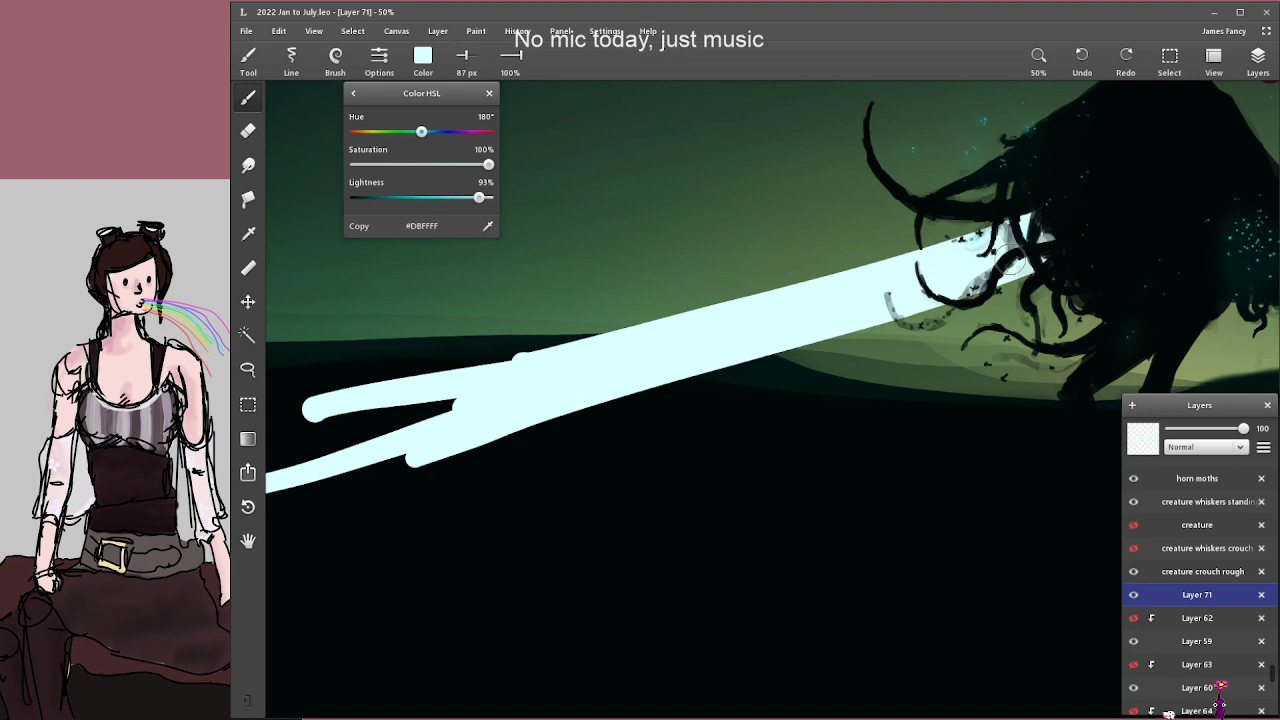 L 2022 Jan to July.leo - [Layer 71] - 50%
File Edit View Select Canvas Layer Paint History Panel Settings Help James Fancy
No mic today, just music
Tool Line Brush Options Color 87 px 100% 50% Undo Redo Select View Layers
Color HSL
Hue 180°
Saturation 100%
Lightness 93%
Copy #DBFFFF
Layers
100
Normal
horn moths
creature whiskers standin
creature
creature whiskers crouch
creature crouch rough
Layer 71
Layer 62
Layer 59
Layer 63
Layer 60
Layer 64